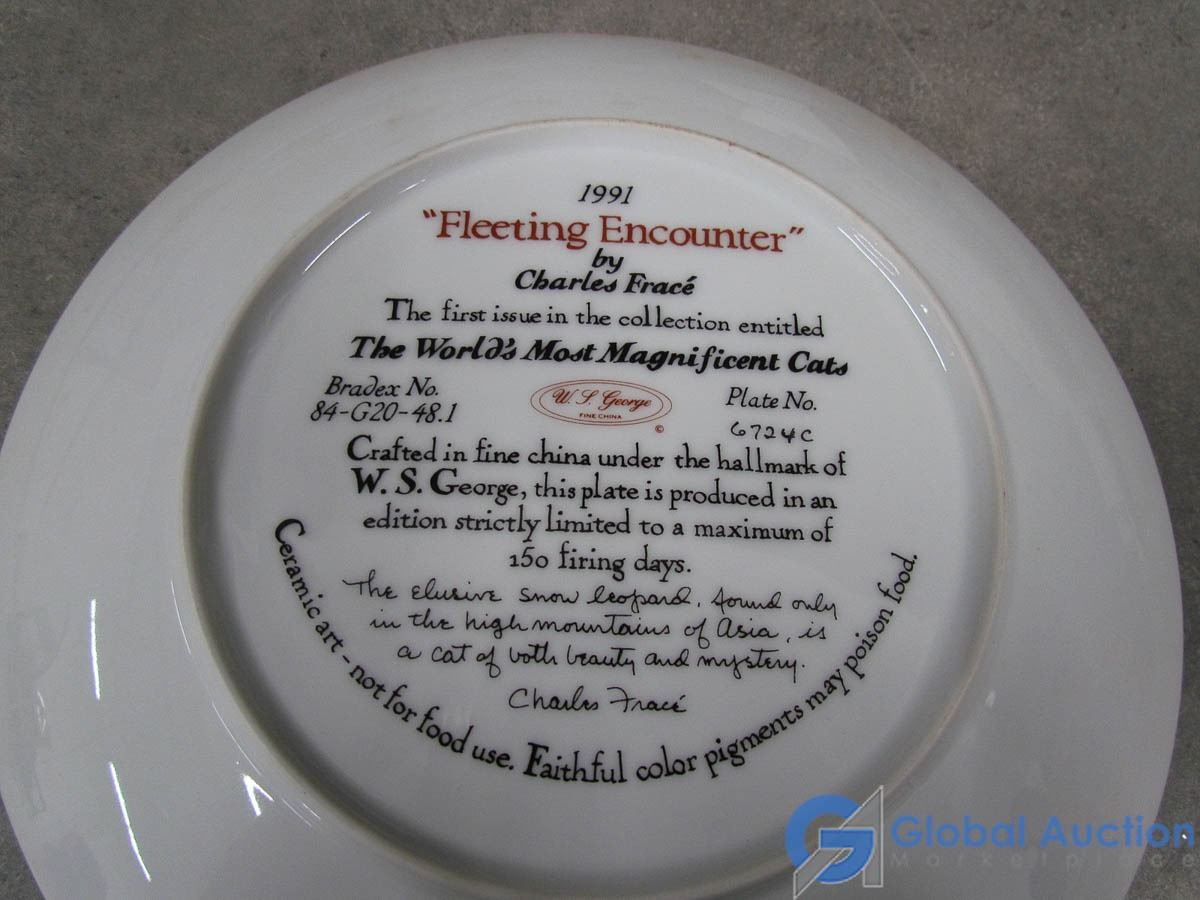 1991
“Fleeting Encounter”
by
Charles Fracé
The first issue in the collection entitled
The World's Most Magnificent Cats
Bradex No.
84-G20-48.1
W. S. George
FINE CHINA
©
Plate No.
6724C
Crafted in fine china under the hallmark of
W. S. George, this plate is produced in an
edition strictly limited to a maximum of
150 firing days.
The elusive snow leopard, found only
in the high mountains of Asia, is
a cat of both beauty and mystery.
Charles Fracé
Ceramic art - not for food use. Faithful color pigments may poison food.
GA Global Auction
Marketplace